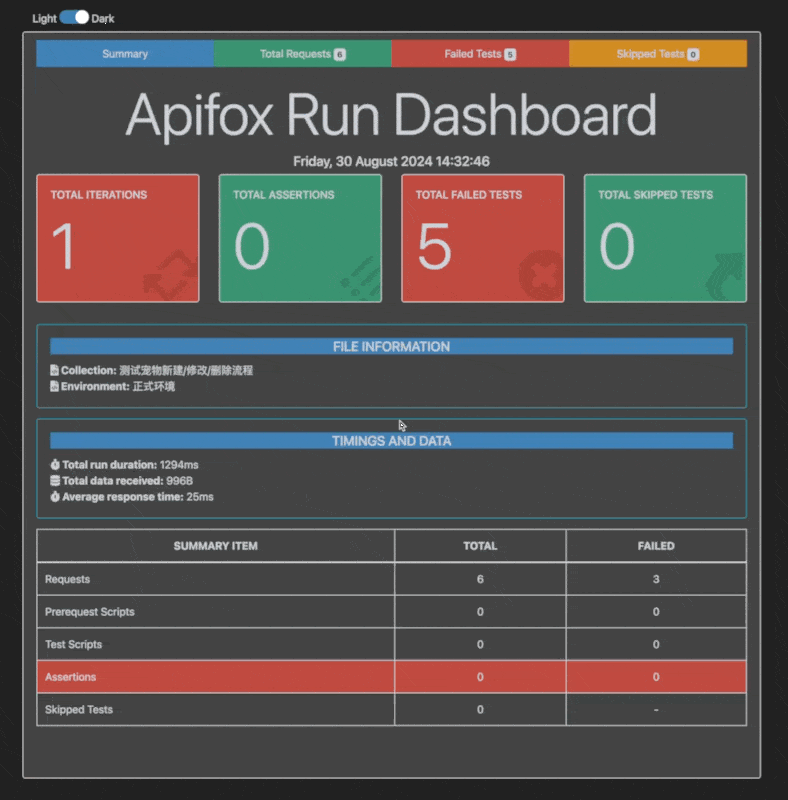 Light Dark
Summary Total Requests 6 Failed Tests 5 Skipped Tests 0
Apifox Run Dashboard
Friday, 30 August 2024 14:32:46
TOTAL ITERATIONS TOTAL ASSERTIONS TOTAL FAILED TESTS TOTAL SKIPPED TESTS
1 0 5 0
FILE INFORMATION
Collection: 测试宠物新建/修改/删除流程
Environment: 正式环境
TIMINGS AND DATA
Total run duration: 1294ms
Total data received: 996B
Average response time: 25ms
SUMMARY ITEM TOTAL FAILED
Requests 6 3
Prerequest Scripts 0 0
Test Scripts 0 0
Assertions 0 0
Skipped Tests 0 -